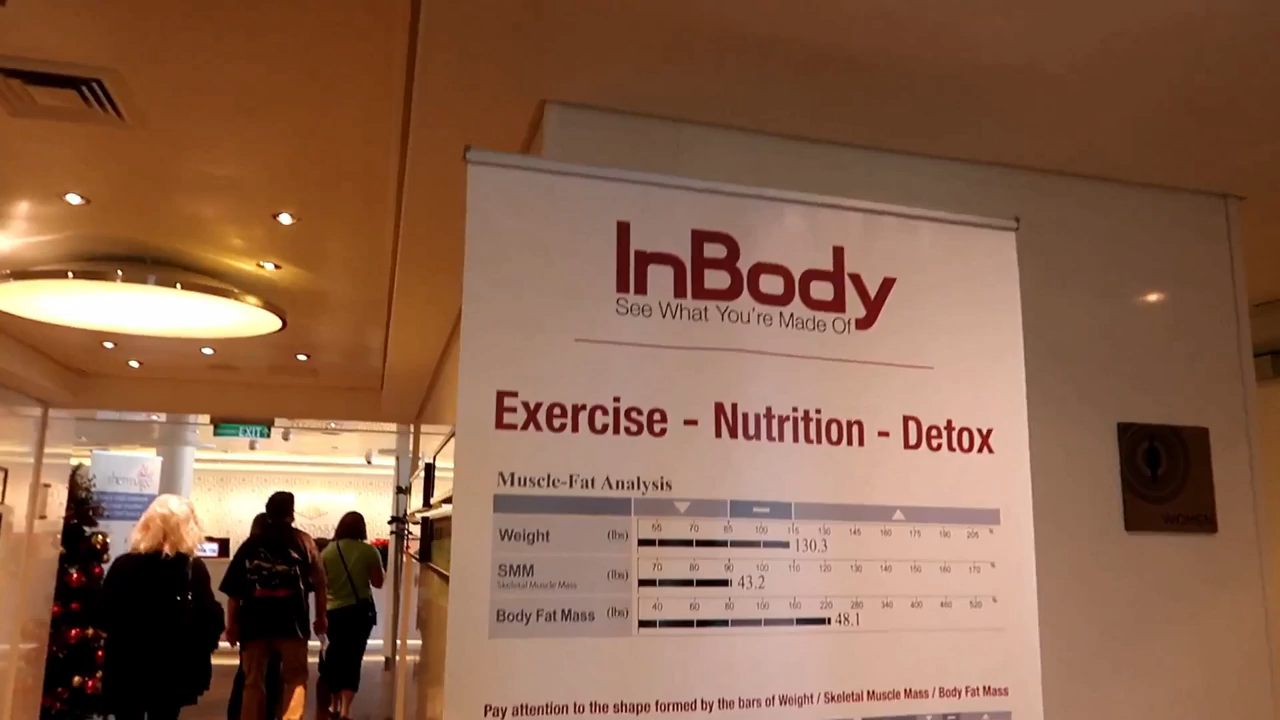 InBody
See What You're Made Of
Exercise - Nutrition - Detox
Muscle-Fat Analysis
Weight (lbs) 55 70 85 100 115 130 145 160 175 190 205 %
130.3
SMM (lbs) 70 80 90 100 110 120 130 140 150 160 170 %
Skeletal Muscle Mass
43.2
Body Fat Mass (lbs) 40 60 80 100 160 220 280 340 400 460 520 %
48.1
Pay attention to the shape formed by the bars of Weight / Skeletal Muscle Mass / Body Fat Mass
EXIT
WOMEN